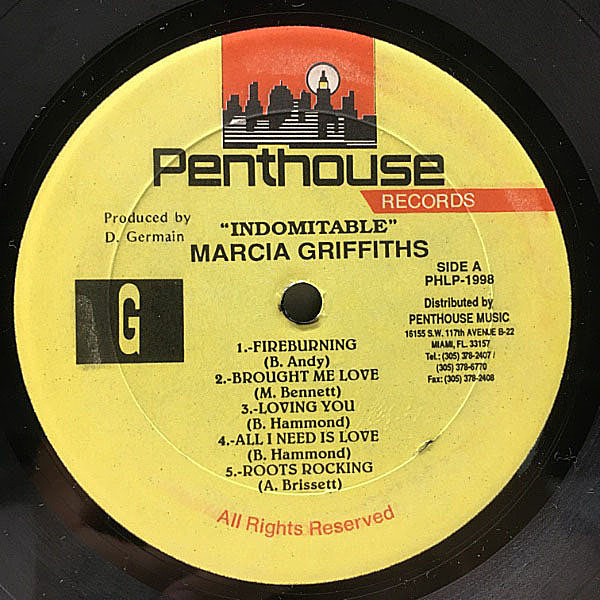 Penthouse
RECORDS
Produced by
D. Germain
"INDOMITABLE"
MARCIA GRIFFITHS
SIDE A
PHLP-1998
G
Distributed by
PENTHOUSE MUSIC
16155 S.W. 117th AVENUE B-22
MIAMI, FL. 33157
Tel.: (305) 378-2407 /
(305) 378-6770
Fax: (305) 378-2408
1.-FIREBURNING
(B. Andy)
2.-BROUGHT ME LOVE
(M. Bennett)
3.-LOVING YOU
(B. Hammond)
4.-ALL I NEED IS LOVE
(B. Hammond)
5.-ROOTS ROCKING
(A. Brissett)
All Rights Reserved